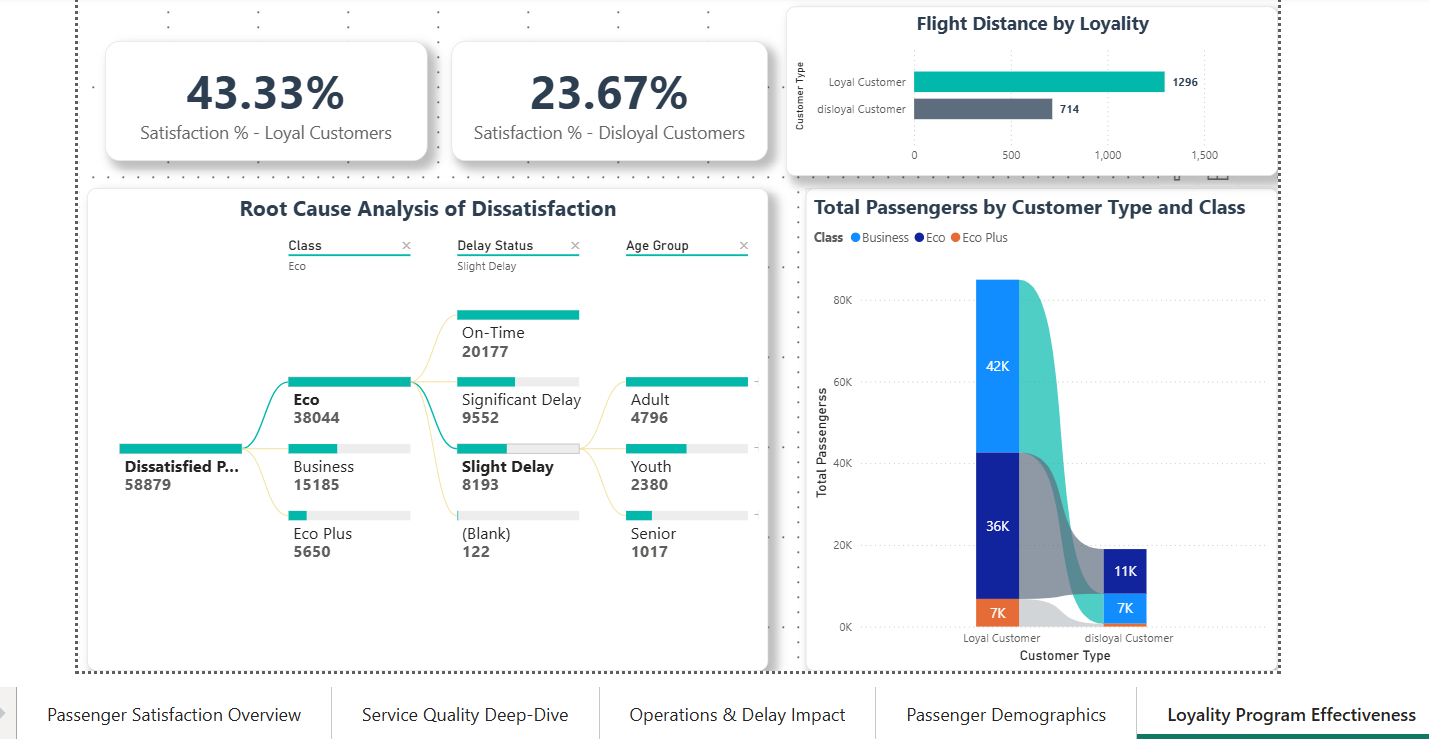 43.33%
Satisfaction % - Loyal Customers
23.67%
Satisfaction % - Disloyal Customers
Flight Distance by Loyality
Customer Type
Loyal Customer
1296
disloyal Customer
714
0
500
1,000
1,500
Root Cause Analysis of Dissatisfaction
Class
Eco
Delay Status
Slight Delay
Age Group
Dissatisfied P...
58879
Eco
38044
Business
15185
Eco Plus
5650
On-Time
20177
Significant Delay
9552
Slight Delay
8193
(Blank)
122
Adult
4796
Youth
2380
Senior
1017
Total Passengerss by Customer Type and Class
Class Business Eco Eco Plus
Total Passengerss
80K
60K
40K
20K
0K
42K
36K
7K
11K
7K
Loyal Customer
disloyal Customer
Customer Type
Passenger Satisfaction Overview
Service Quality Deep-Dive
Operations & Delay Impact
Passenger Demographics
Loyality Program Effectiveness